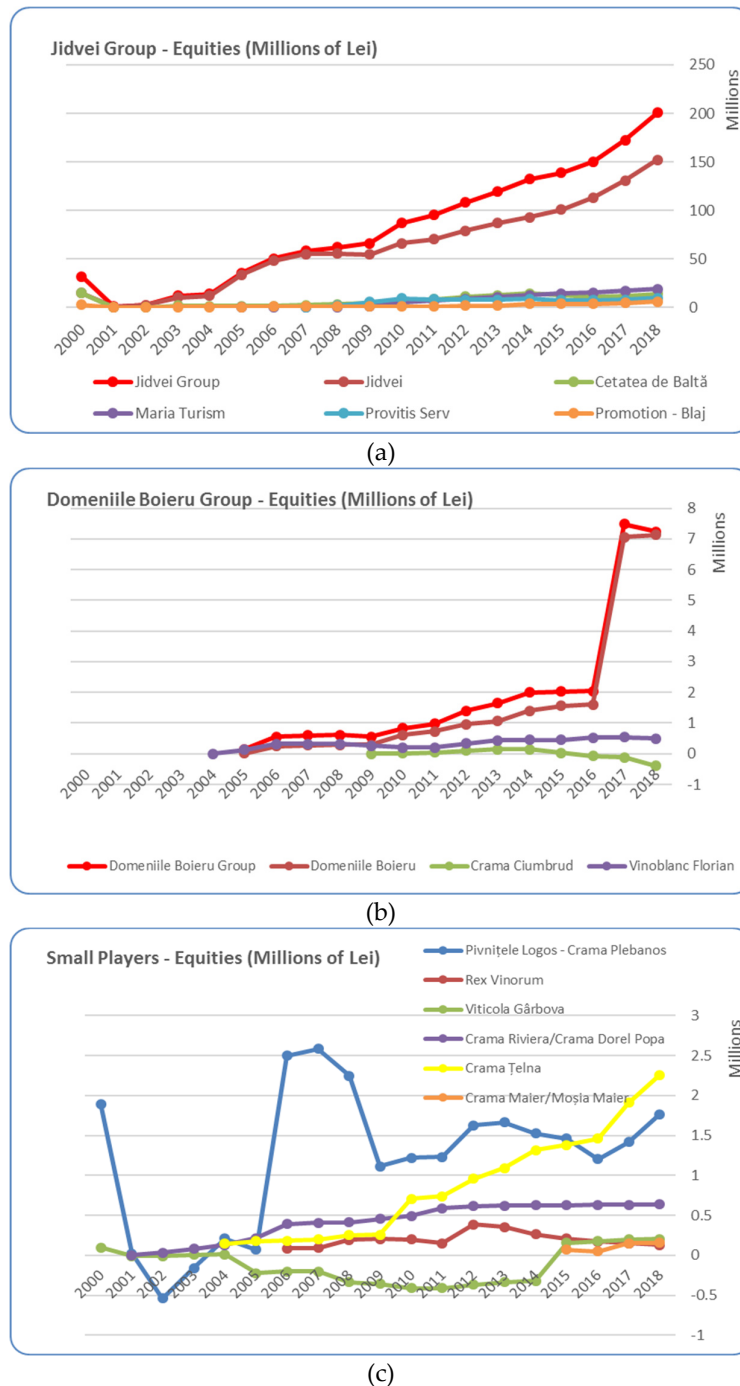 Jidvei Group - Equities (Millions of Lei)
250
200
150
100
50
0
Millions
2000 2001 2002 2003 2004 2005 2006 2007 2008 2009 2010 2011 2012 2013 2014 2015 2016 2017 2018
Jidvei Group Jidvei Cetatea de Baltă
Maria Turism Provitis Serv Promotion - Blaj
(a)
Domeniile Boieru Group - Equities (Millions of Lei)
8
7
6
5
4
3
2
1
0
-1
Millions
2000 2001 2002 2003 2004 2005 2006 2007 2008 2009 2010 2011 2012 2013 2014 2015 2016 2017 2018
Domeniile Boieru Group Domeniile Boieru Crama Ciumbrud Vinoblanc Florian
(b)
Small Players - Equities (Millions of Lei)
Pivnițele Logos - Crama Plebanos
Rex Vinorum
Viticola Gârbova
Crama Riviera/Crama Dorel Popa
Crama Țelna
Crama Maier/Moșia Maier
3
2.5
2
1.5
1
0.5
0
-0.5
-1
Millions
2000 2001 2002 2003 2004 2005 2006 2007 2008 2009 2010 2011 2012 2013 2014 2015 2016 2017 2018
(c)